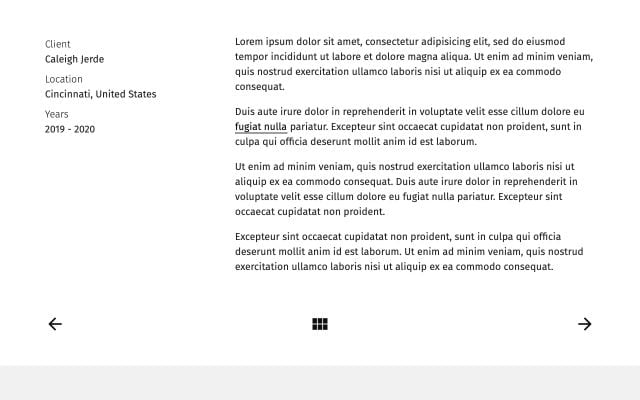 Client
Caleigh Jerde
Location
Cincinnati, United States
Years
2019 - 2020
Lorem ipsum dolor sit amet, consectetur adipisicing elit, sed do eiusmod
tempor incididunt ut labore et dolore magna aliqua. Ut enim ad minim veniam,
quis nostrud exercitation ullamco laboris nisi ut aliquip ex ea commodo
consequat.
Duis aute irure dolor in reprehenderit in voluptate velit esse cillum dolore eu
fugiat nulla pariatur. Excepteur sint occaecat cupidatat non proident, sunt in
culpa qui officia deserunt mollit anim id est laborum.
Ut enim ad minim veniam, quis nostrud exercitation ullamco laboris nisi ut
aliquip ex ea commodo consequat. Duis aute irure dolor in reprehenderit in
voluptate velit esse cillum dolore eu fugiat nulla pariatur. Excepteur sint
occaecat cupidatat non proident.
Excepteur sint occaecat cupidatat non proident, sunt in culpa qui officia
deserunt mollit anim id est laborum. Ut enim ad minim veniam, quis nostrud
exercitation ullamco laboris nisi ut aliquip ex ea commodo consequat.